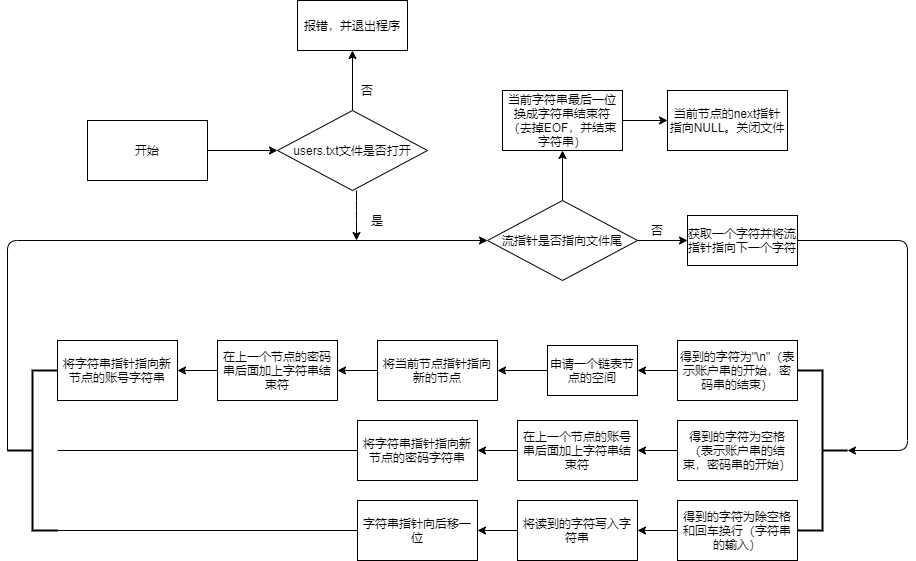 报错，并退出程序
否
当前字符串最后一位
换成字符串结束符
（去掉EOF，并结束
字符串）
当前节点的next指针
指向NULL。关闭文件
开始
users.txt文件是否打开
是
流指针是否指向文件尾
否
获取一个字符并将流
指针指向下一个字符
将字符串指针指向新
节点的账号字符串
在上一个节点的密码
串后面加上字符串结
束符
将当前节点指针指向
新的节点
申请一个链表节
点的空间
得到的字符为"\n"（表
示账户串的开始，密
码串的结束）
将字符串指针指向新
节点的密码字符串
在上一个节点的账号
串后面加上字符串结
束符
得到的字符为空格
（表示账户串的结
束，密码串的开始）
字符串指针向后移一
位
将读到的字符写入字
符串
得到的字符为除空格
和回车换行（字符串
的输入）